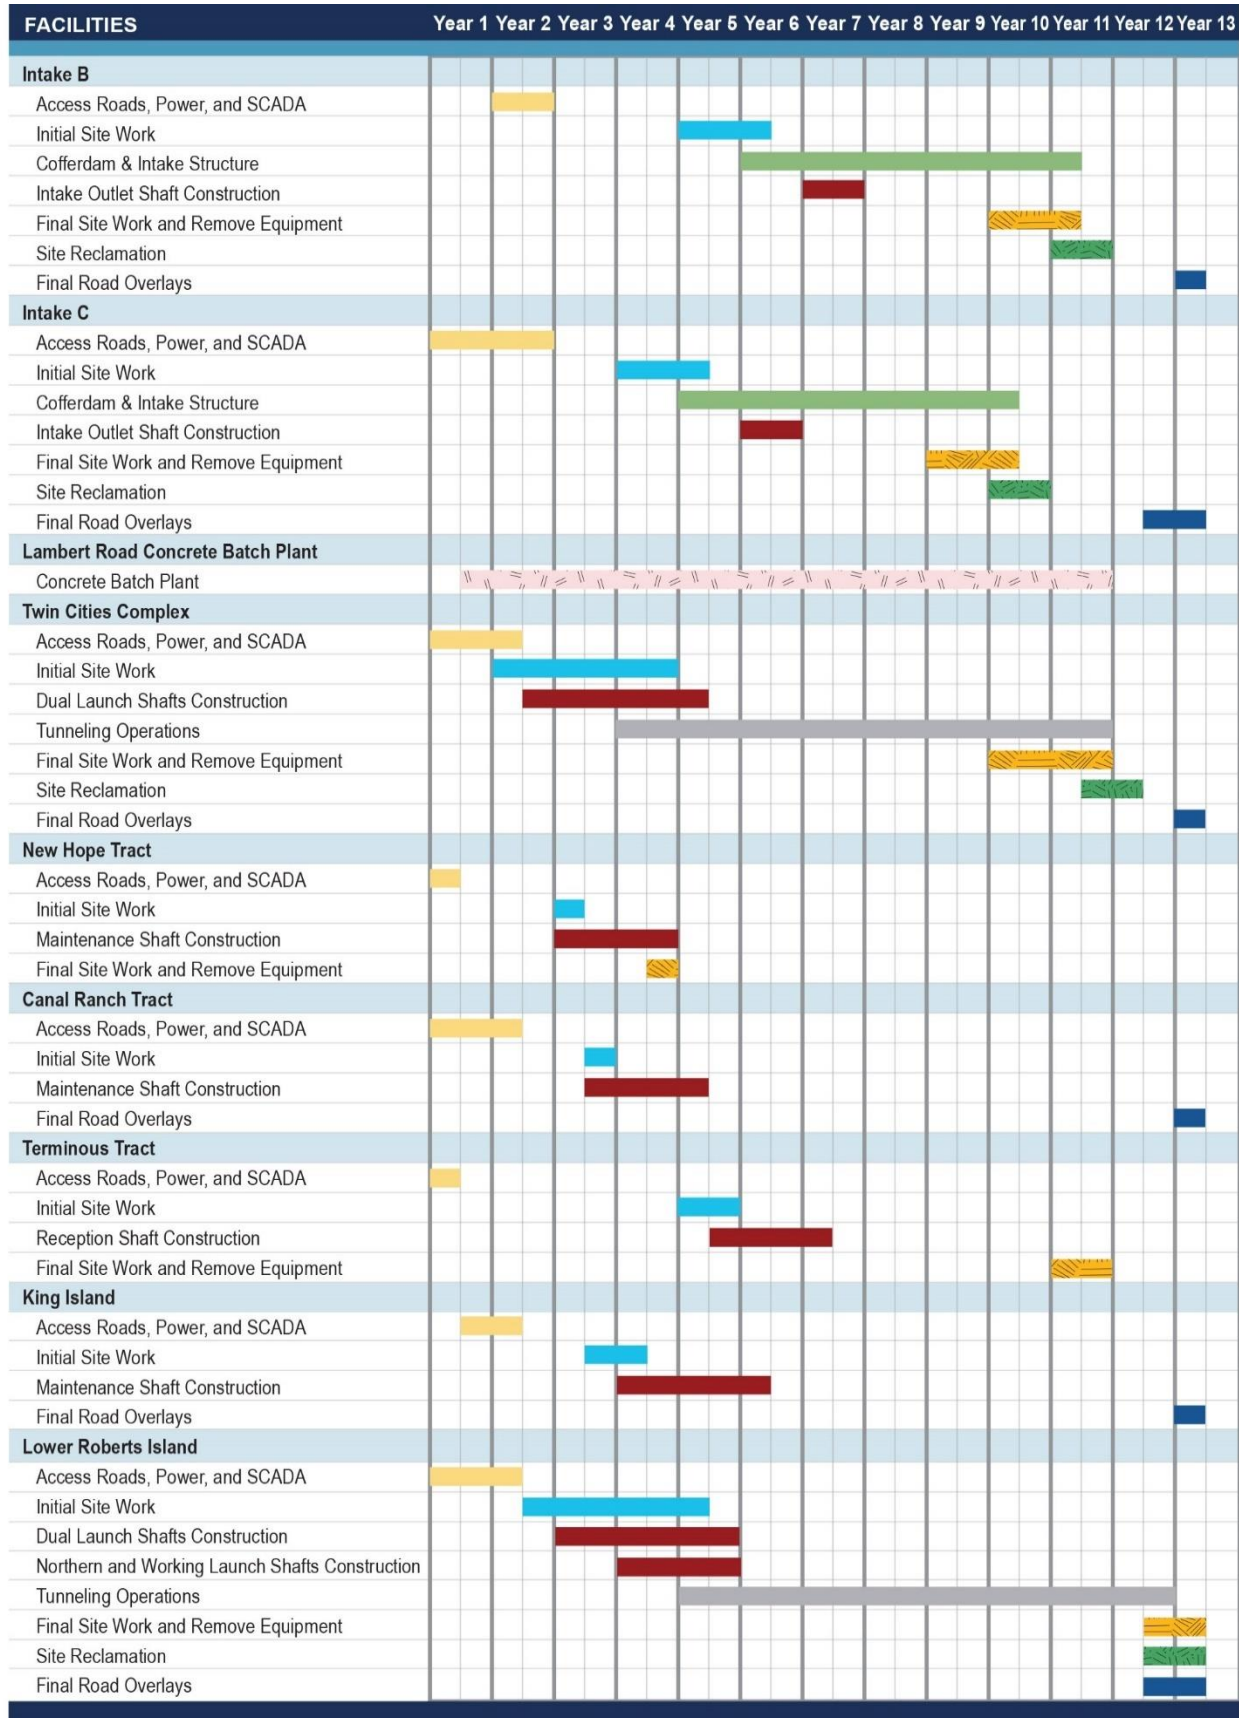 FACILITIES Year 1 Year 2 Year 3 Year 4 Year 5 Year 6 Year 7 Year 8 Year 9 Year 10 Year 11 Year 12 Year 13
Intake B
Access Roads, Power, and SCADA
Initial Site Work
Cofferdam & Intake Structure
Intake Outlet Shaft Construction
Final Site Work and Remove Equipment
Site Reclamation
Final Road Overlays
Intake C
Access Roads, Power, and SCADA
Initial Site Work
Cofferdam & Intake Structure
Intake Outlet Shaft Construction
Final Site Work and Remove Equipment
Site Reclamation
Final Road Overlays
Lambert Road Concrete Batch Plant
Concrete Batch Plant
Twin Cities Complex
Access Roads, Power, and SCADA
Initial Site Work
Dual Launch Shafts Construction
Tunneling Operations
Final Site Work and Remove Equipment
Site Reclamation
Final Road Overlays
New Hope Tract
Access Roads, Power, and SCADA
Initial Site Work
Maintenance Shaft Construction
Final Site Work and Remove Equipment
Canal Ranch Tract
Access Roads, Power, and SCADA
Initial Site Work
Maintenance Shaft Construction
Final Road Overlays
Terminous Tract
Access Roads, Power, and SCADA
Initial Site Work
Reception Shaft Construction
Final Site Work and Remove Equipment
King Island
Access Roads, Power, and SCADA
Initial Site Work
Maintenance Shaft Construction
Final Road Overlays
Lower Roberts Island
Access Roads, Power, and SCADA
Initial Site Work
Dual Launch Shafts Construction
Northern and Working Launch Shafts Construction
Tunneling Operations
Final Site Work and Remove Equipment
Site Reclamation
Final Road Overlays